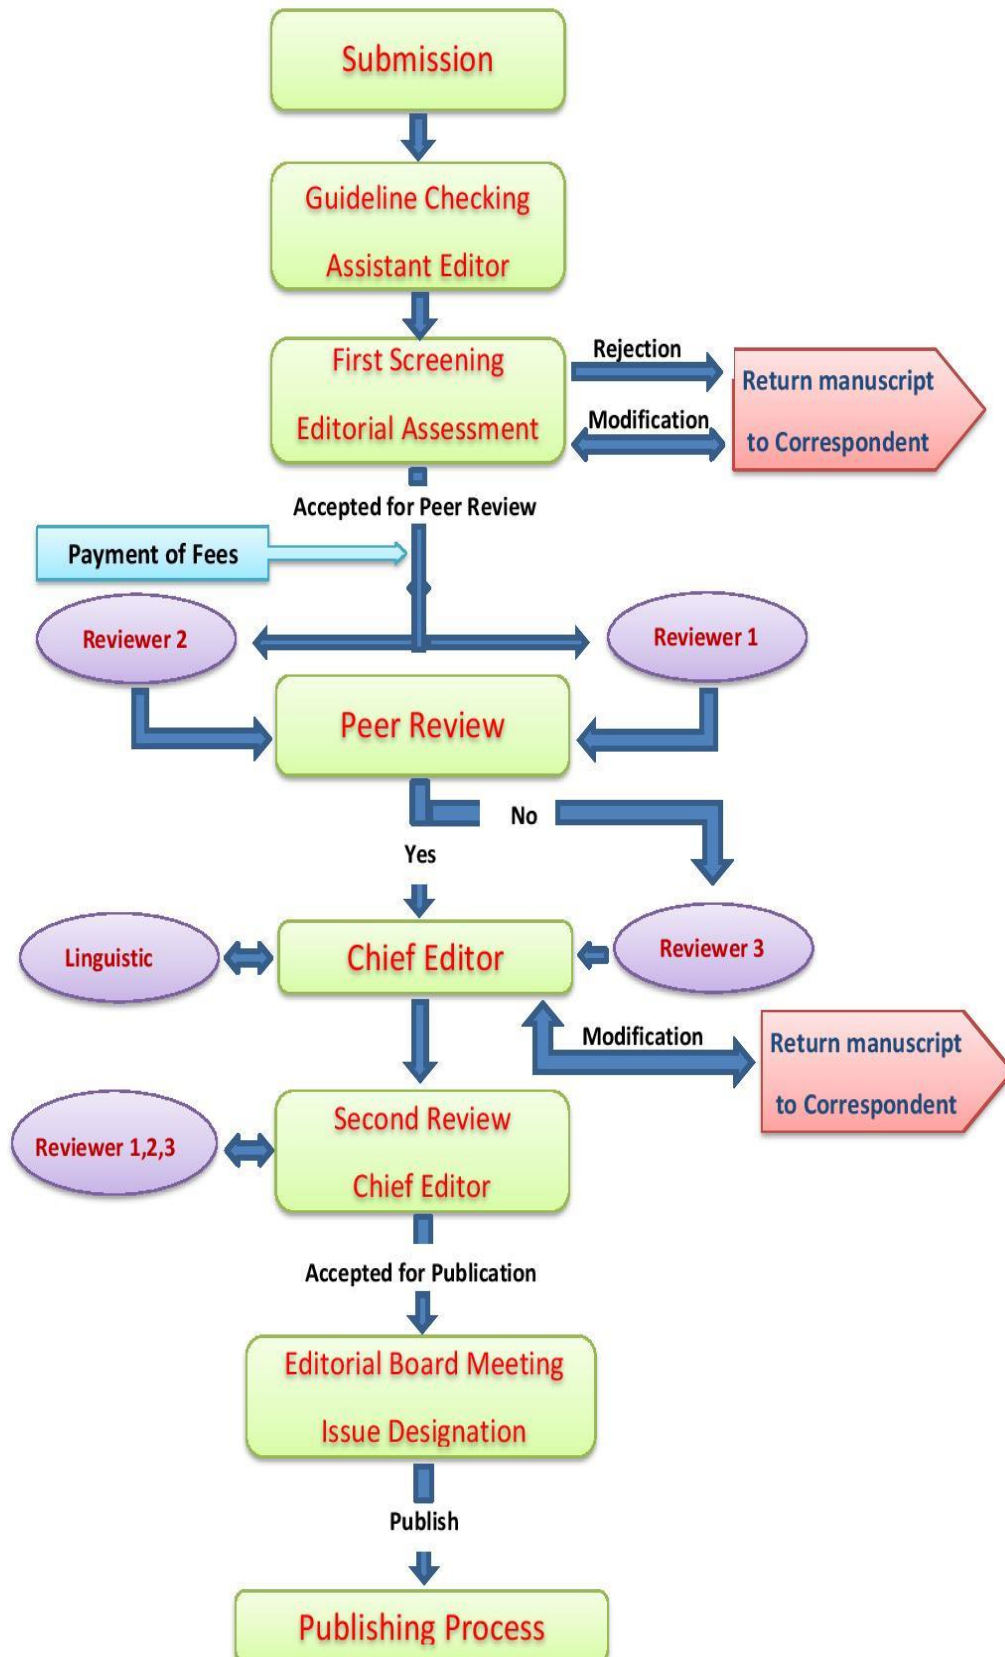 Submission
Guideline Checking
Assistant Editor
First Screening
Editorial Assessment
Rejection
Modification
Return manuscript
to Correspondent
Accepted for Peer Review
Payment of Fees
Reviewer 2
Reviewer 1
Peer Review
No
Yes
Linguistic
Chief Editor
Reviewer 3
Modification
Return manuscript
to Correspondent
Second Review
Chief Editor
Reviewer 1,2,3
Accepted for Publication
Editorial Board Meeting
Issue Designation
Publish
Publishing Process